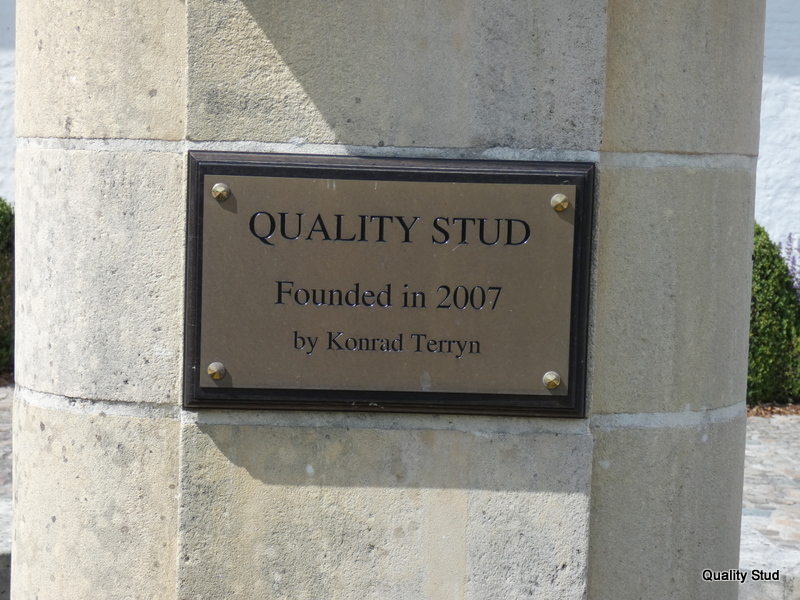 QUALITY STUD
Founded in 2007
by Konrad Terryn
Quality Stud